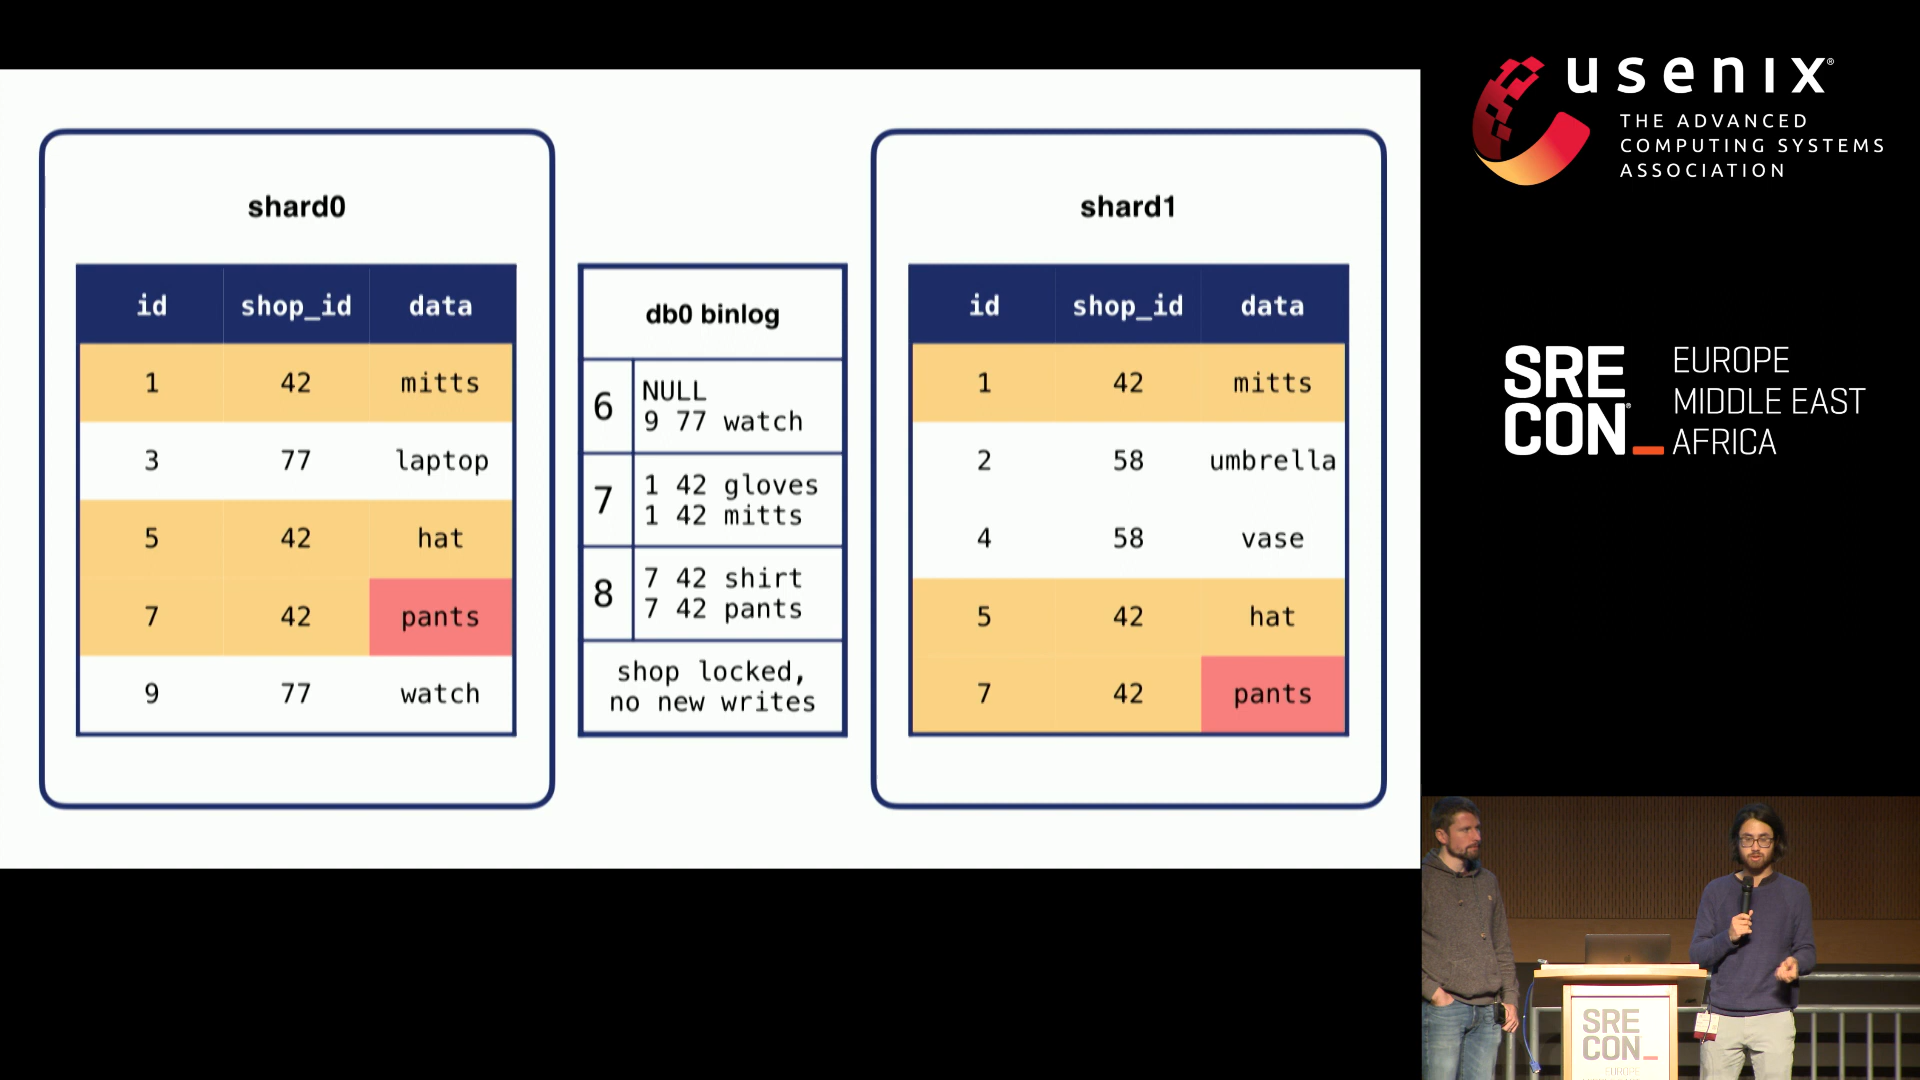 shard0
id shop_id data
1 42 mitts
3 77 laptop
5 42 hat
7 42 pants
9 77 watch
db0 binlog
6
NULL
9 77 watch
7
1 42 gloves
1 42 mitts
8
7 42 shirt
7 42 pants
shop locked,
no new writes
shard1
id shop_id data
1 42 mitts
2 58 umbrella
4 58 vase
5 42 hat
7 42 pants
usenix®
THE ADVANCED
COMPUTING SYSTEMS
ASSOCIATION
SRE
CON_
EUROPE
MIDDLE EAST
AFRICA
SRE
CON_
EUROPE